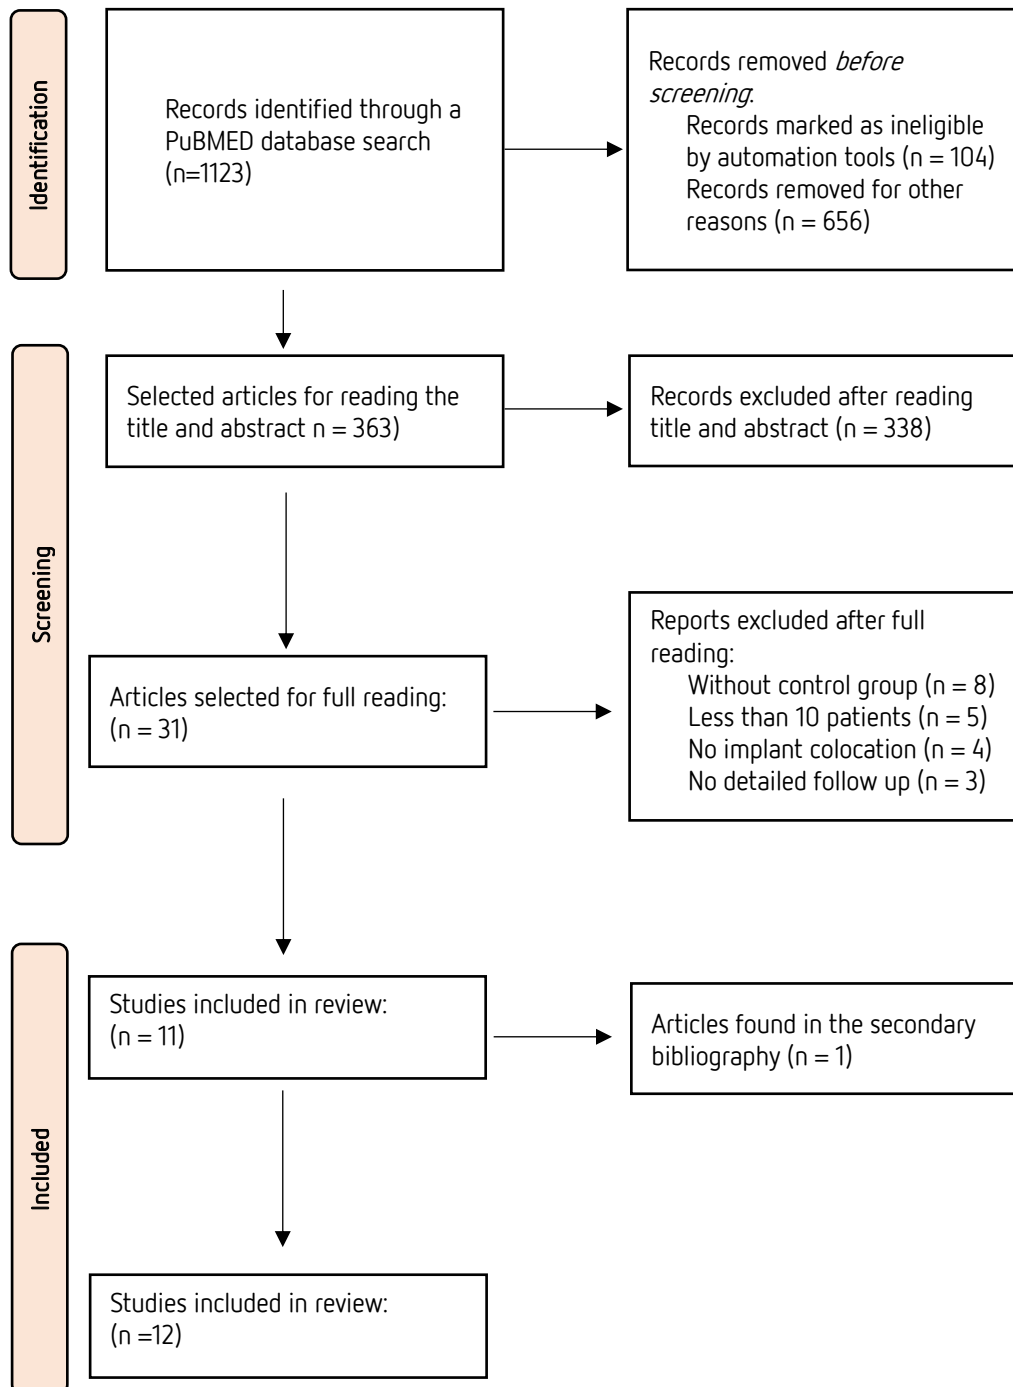 Identification
Records identified through a
PuBMED database search
(n=1123)
Records removed before
screening:
Records marked as ineligible
by automation tools (n = 104)
Records removed for other
reasons (n = 656)
Screening
Selected articles for reading the
title and abstract n = 363)
Records excluded after reading
title and abstract (n = 338)
Articles selected for full reading:
(n = 31)
Reports excluded after full
reading:
Without control group (n = 8)
Less than 10 patients (n = 5)
No implant colocation (n = 4)
No detailed follow up (n = 3)
Included
Studies included in review:
(n = 11)
Articles found in the secondary
bibliography (n = 1)
Studies included in review:
(n =12)